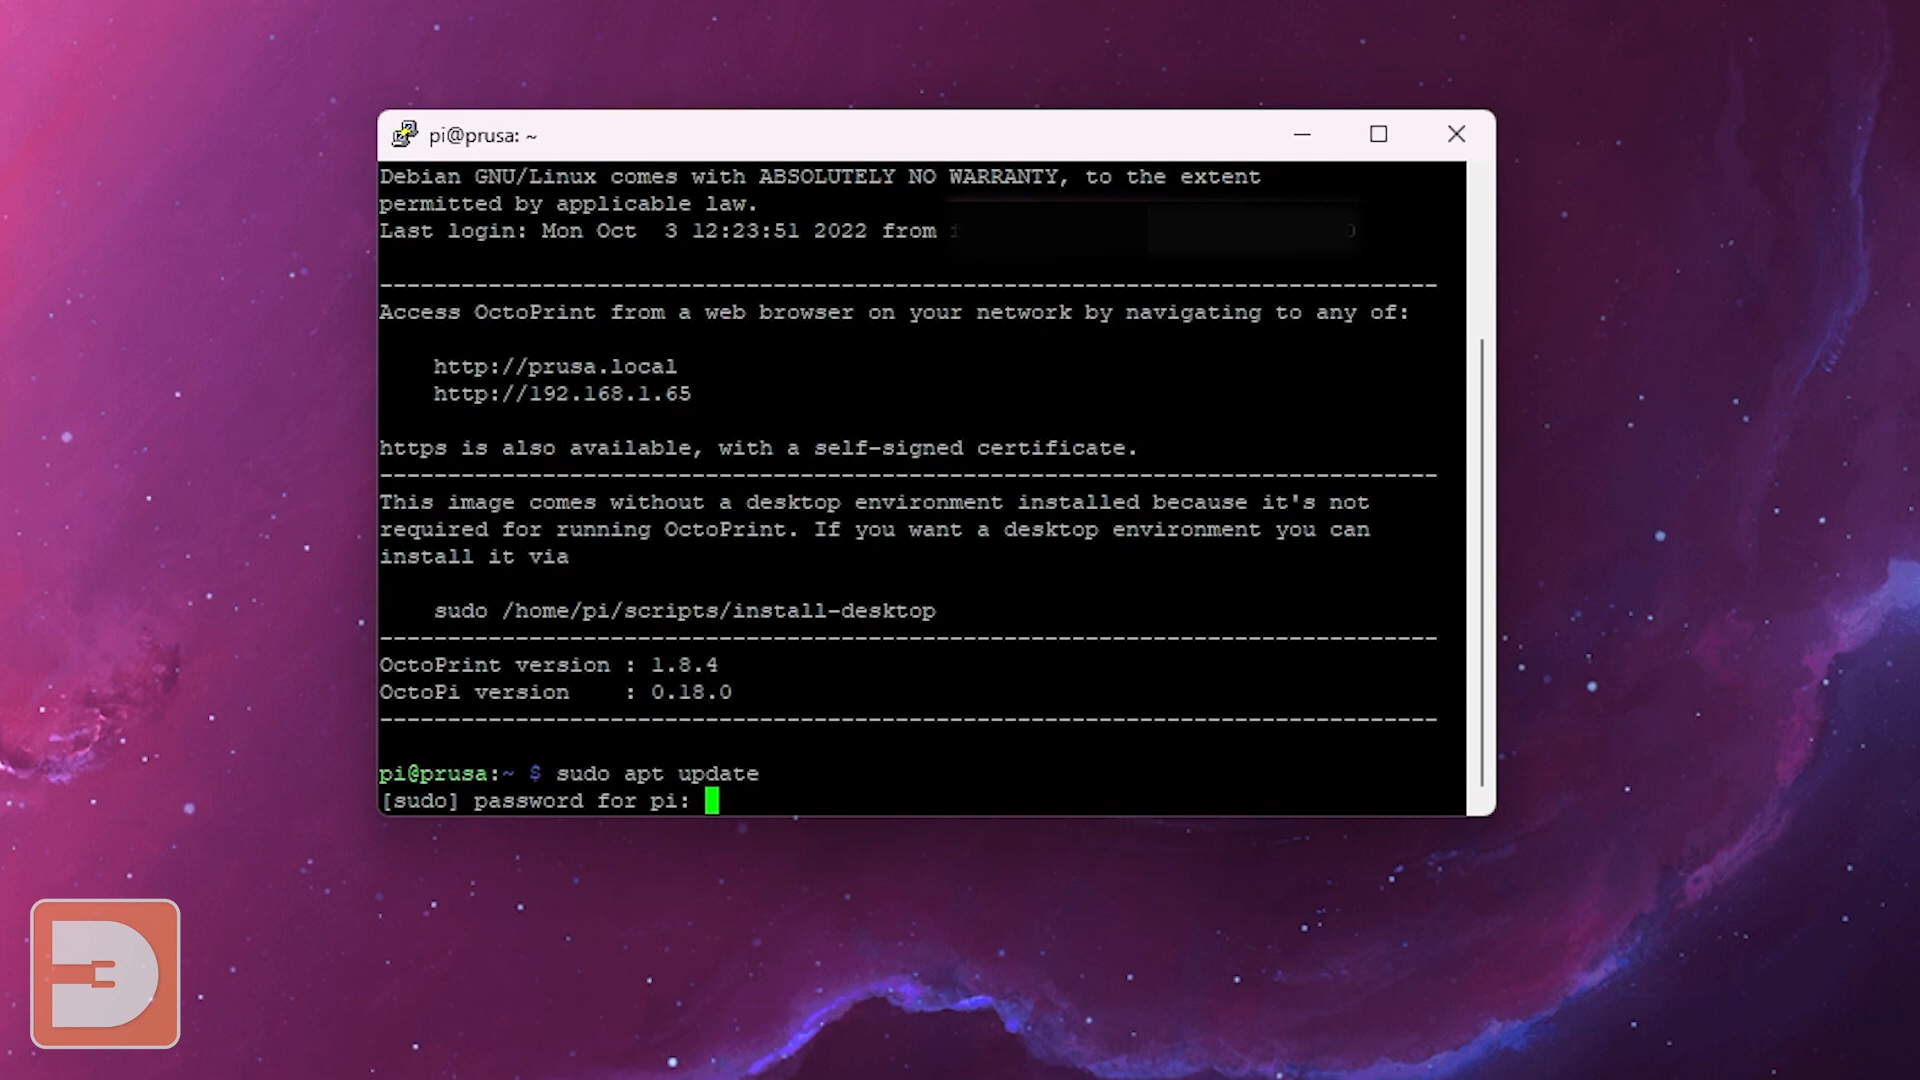 pi@prusa: ~
Debian GNU/Linux comes with ABSOLUTELY NO WARRANTY, to the extent
permitted by applicable law.
Last login: Mon Oct  3 12:23:51 2022 from
--------------------------------------------------------------------------------
Access OctoPrint from a web browser on your network by navigating to any of:
http://prusa.local
http://192.168.1.65
https is also available, with a self-signed certificate.
--------------------------------------------------------------------------------
This image comes without a desktop environment installed because it's not
required for running OctoPrint. If you want a desktop environment you can
install it via
sudo /home/pi/scripts/install-desktop
--------------------------------------------------------------------------------
OctoPrint version : 1.8.4
OctoPi version    : 0.18.0
--------------------------------------------------------------------------------
pi@prusa:~ $ sudo apt update
[sudo] password for pi: